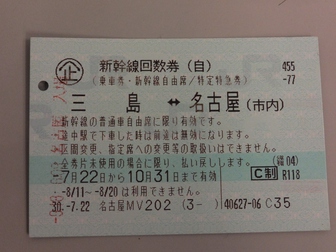 企 新幹線回数券(自) 455
(乗車券・新幹線自由席/特定特急券) -77
三島 ↔ 名古屋(市内)
新幹線の普通車自由席に限り有効です。
途中駅で下車した時は前途は無効になります。
区間変更、指定席への変更等の取扱いはできません。
全券片未使用の場合に限り、払い戻しします。
7月22日から10月31日まで有効 C制 R118
-8/11~ -8/20は利用できません。
30.-7.22 名古屋MV202 (3- ) 40627-06 C35